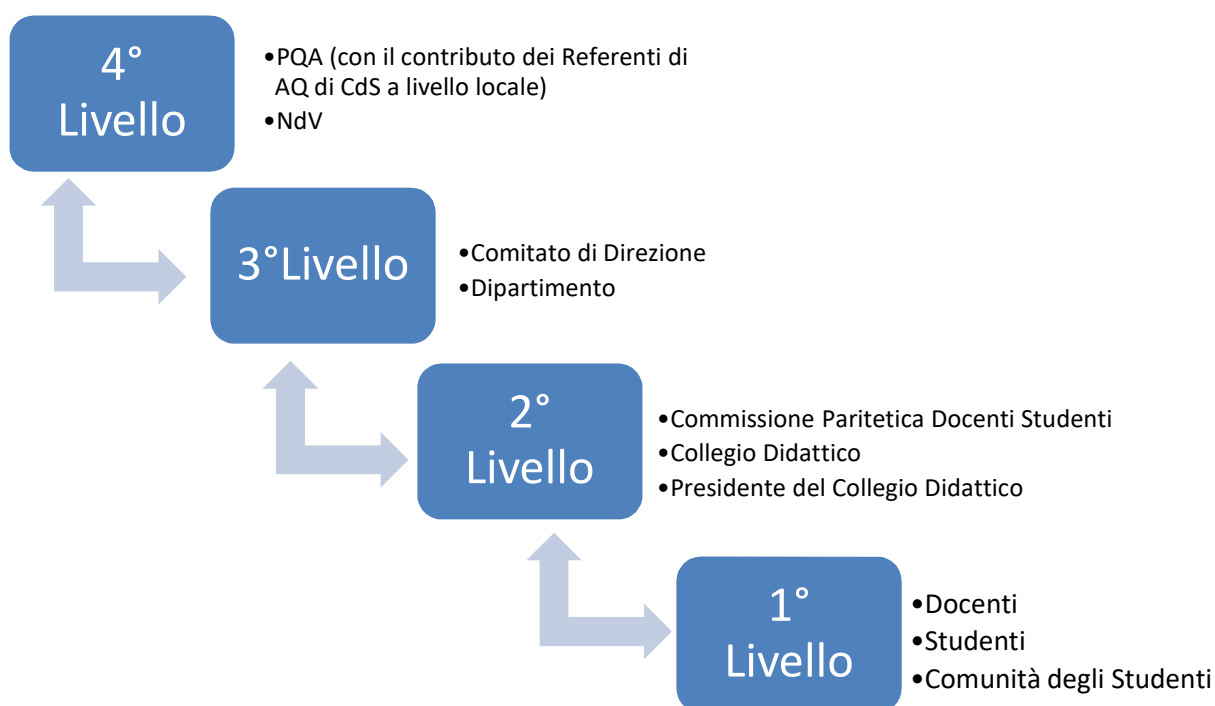 4°
Livello
•PQA (con il contributo dei Referenti di
AQ di CdS a livello locale)
•NdV
3°Livello
•Comitato di Direzione
•Dipartimento
2°
Livello
•Commissione Paritetica Docenti Studenti
•Collegio Didattico
•Presidente del Collegio Didattico
1°
Livello
•Docenti
•Studenti
•Comunità degli Studenti